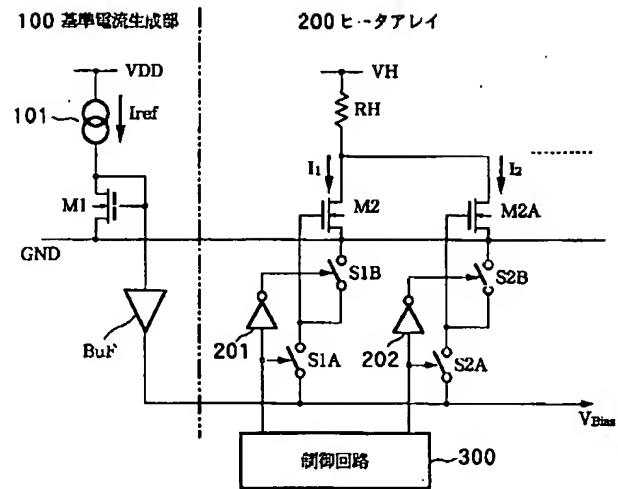 100 基準電流生成部
200 ヒータアレイ
VDD
VH
101
Iref
RH
I1
I2
M1
M2
M2A
GND
S1B
S2B
BuF
201
S1A
202
S2A
VBias
制御回路
300